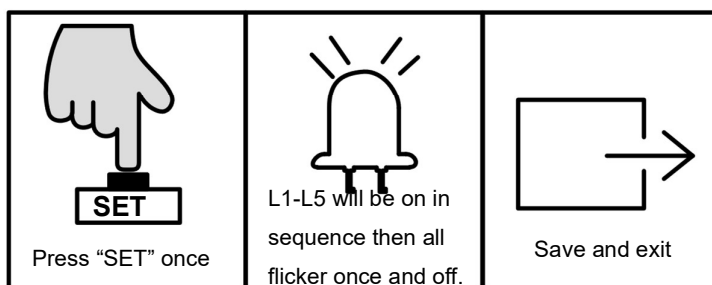 SET
Press “SET” once
L1-L5 will be on in
sequence then all
flicker once and off.
Save and exit